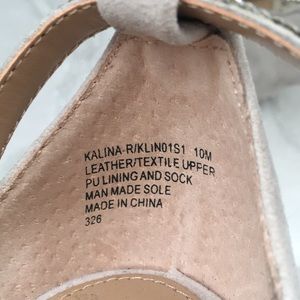 KALINA-R/KLIN01S1 10M
LEATHER/TEXTILE UPPER
PU LINING AND SOCK
MAN MADE SOLE
MADE IN CHINA
326